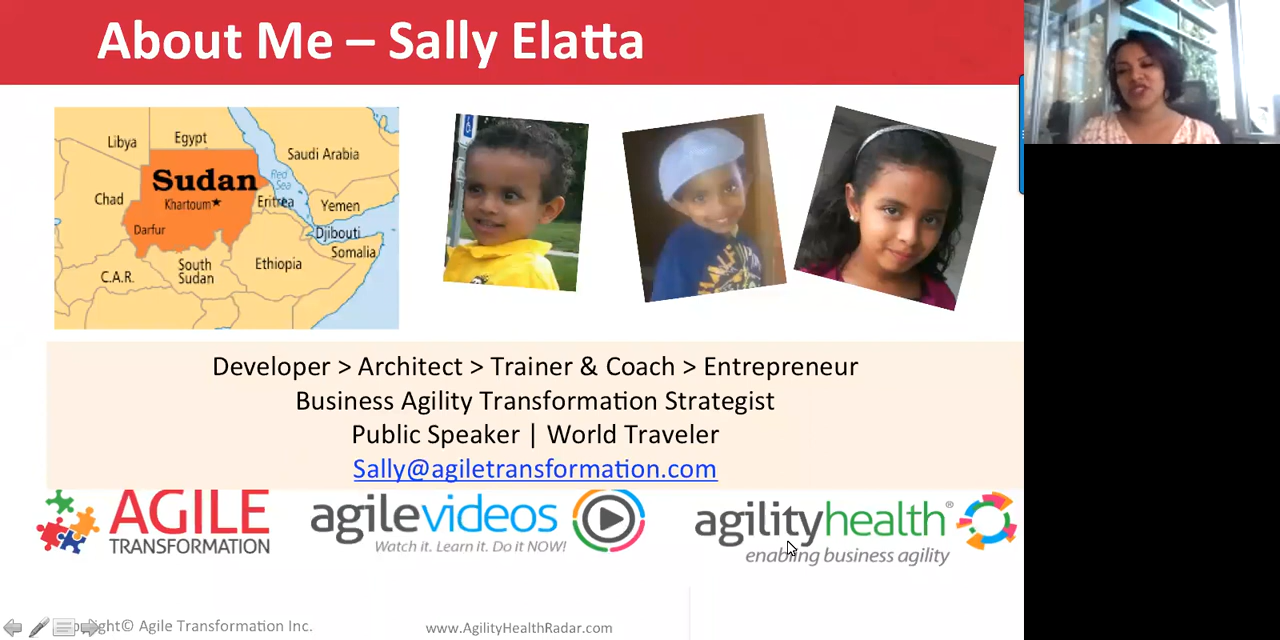 About Me – Sally Elatta
Libya
Egypt
Saudi Arabia
Sudan
Red Sea
Chad
Khartoum★
Eritrea
Yemen
Darfur
Djibouti
Somalia
C.A.R.
South Sudan
Ethiopia
Developer > Architect > Trainer & Coach > Entrepreneur
Business Agility Transformation Strategist
Public Speaker | World Traveler
Sally@agiletransformation.com
AGILE
TRANSFORMATION
agilevideos
Watch it. Learn it. Do it NOW!
agilityhealth®
enabling business agility
© Agile Transformation Inc.
www.AgilityHealthRadar.com